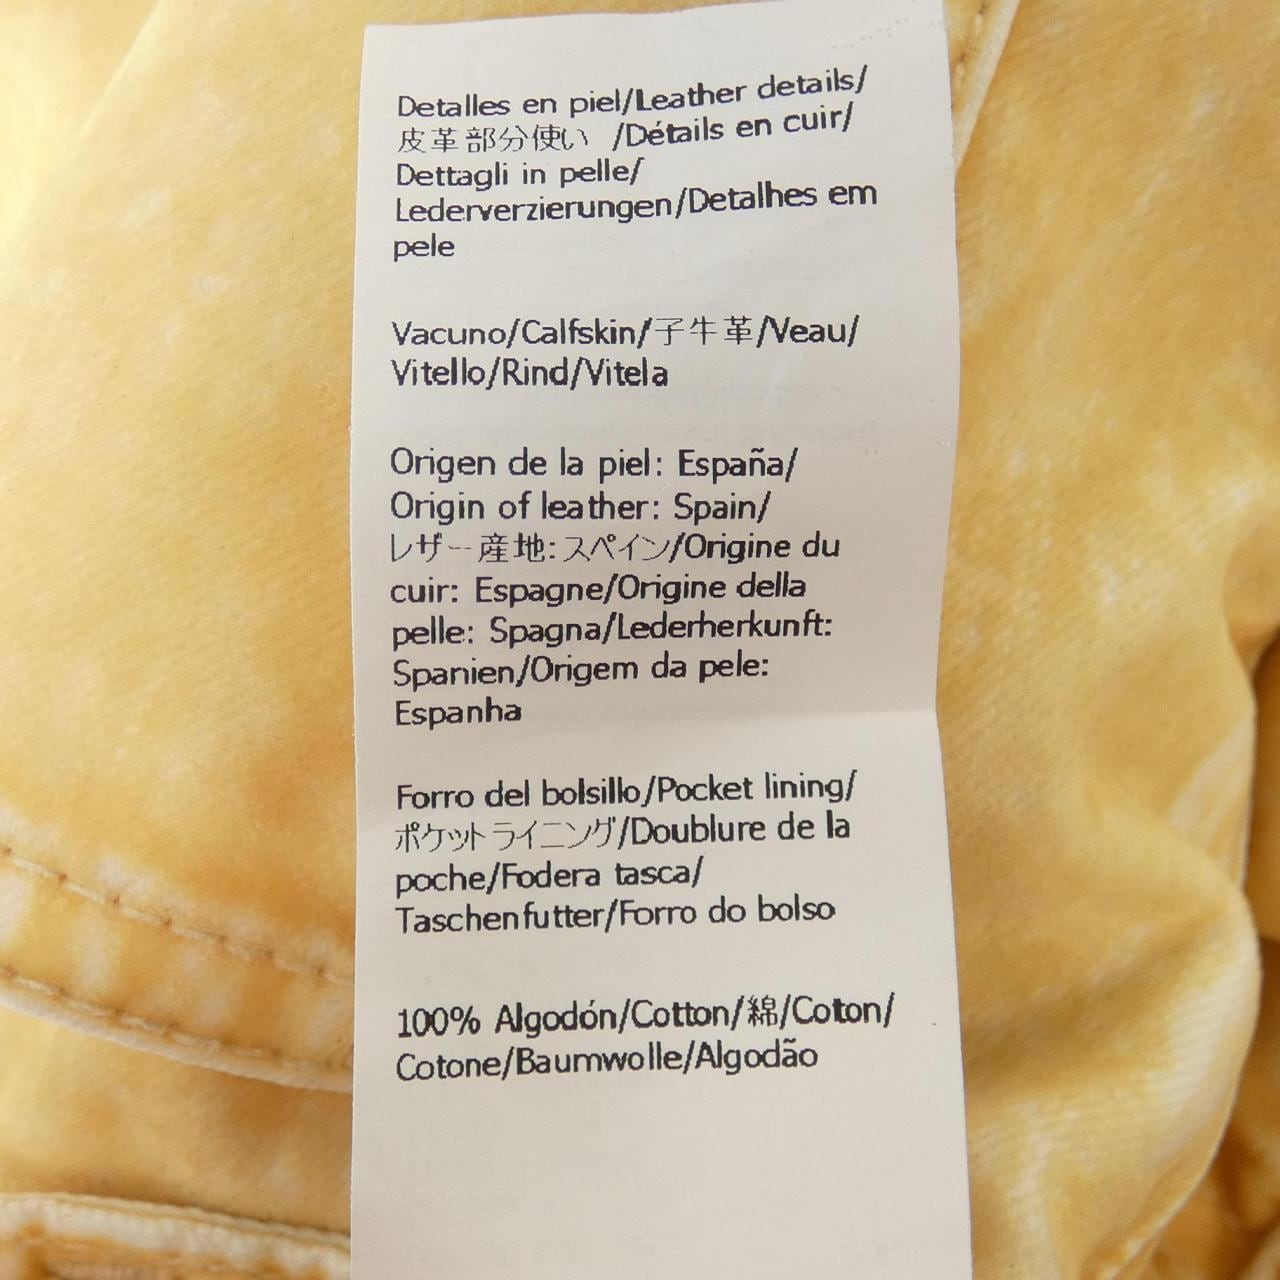 Detalles en piel/Leather details/
皮革部分使い /Détails en cuir/
Dettagli in pelle/
Lederverzierungen/Detalhes em
pele
Vacuno/Calfskin/子牛革/Veau/
Vitello/Rind/Vitela
Origen de la piel: España/
Origin of leather: Spain/
レザー産地:スペイン/Origine du
cuir: Espagne/Origine della
pelle: Spagna/Lederherkunft:
Spanien/Origem da pele:
Espanha
Forro del bolsillo/Pocket lining/
ポケットライニング/Doublure de la
poche/Fodera tasca/
Taschenfutter/Forro do bolso
100% Algodón/Cotton/綿/Coton/
Cotone/Baumwolle/Algodão